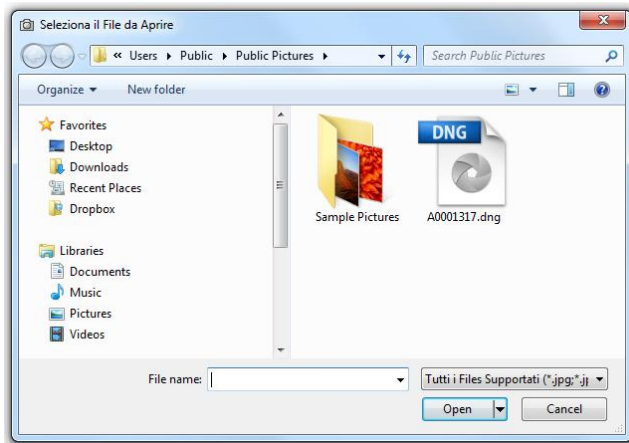 Seleziona il File da Aprire
« Users Public Public Pictures
Search Public Pictures
Organize New folder
Favorites
Desktop
Downloads
Recent Places
Dropbox
Libraries
Documents
Music
Pictures
Videos
DNG
Sample Pictures
A0001317.dng
File name:
Tutti i Files Supportati (*.jpg;*.j
Open
Cancel